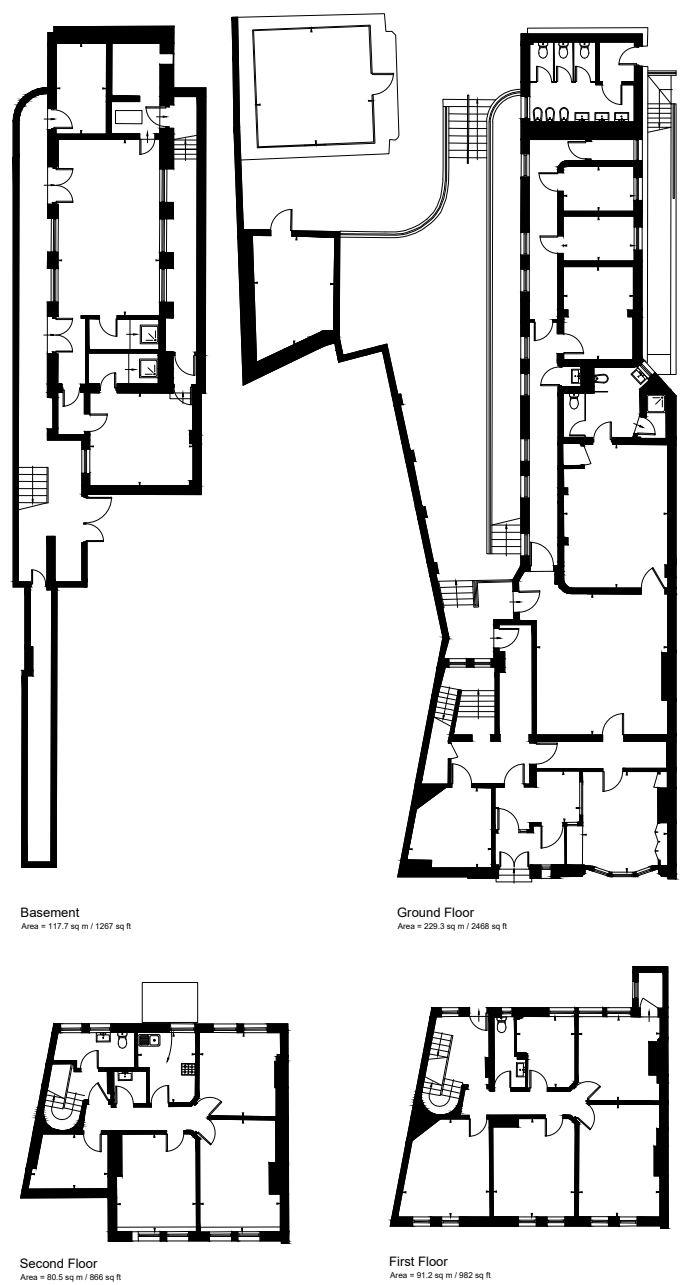 Basement
Area = 117.7 sq m / 1267 sq ft
Ground Floor
Area = 229.3 sq m / 2468 sq ft
Second Floor
Area = 80.5 sq m / 866 sq ft
First Floor
Area = 91.2 sq m / 982 sq ft